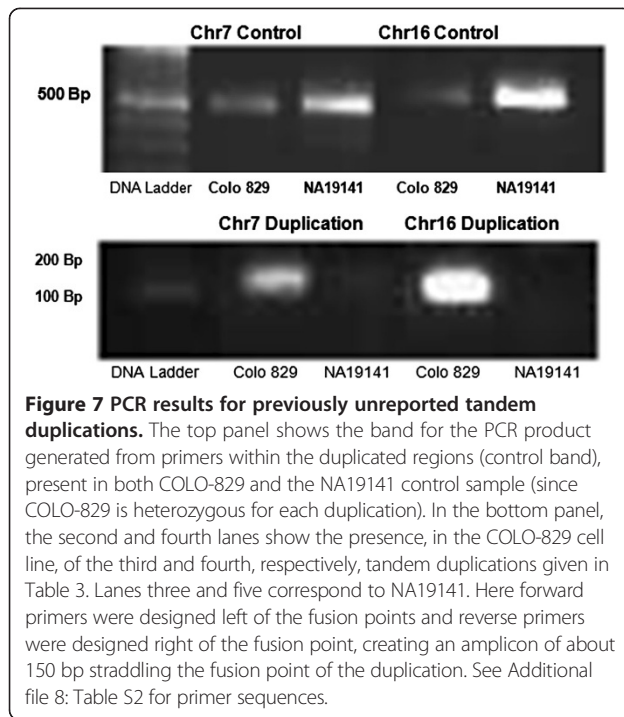 Chr7 Control Chr16 Control
500 Bp
DNA Ladder Colo 829 NA19141 Colo 829 NA19141
Chr7 Duplication Chr16 Duplication
200 Bp
100 Bp
DNA Ladder Colo 829 NA19141 Colo 829 NA19141
Figure 7 PCR results for previously unreported tandem
duplications. The top panel shows the band for the PCR product
generated from primers within the duplicated regions (control band),
present in both COLO-829 and the NA19141 control sample (since
COLO-829 is heterozygous for each duplication). In the bottom panel,
the second and fourth lanes show the presence, in the COLO-829 cell
line, of the third and fourth, respectively, tandem duplications given in
Table 3. Lanes three and five correspond to NA19141. Here forward
primers were designed left of the fusion points and reverse primers
were designed right of the fusion point, creating an amplicon of about
150 bp straddling the fusion point of the duplication. See Additional
file 8: Table S2 for primer sequences.